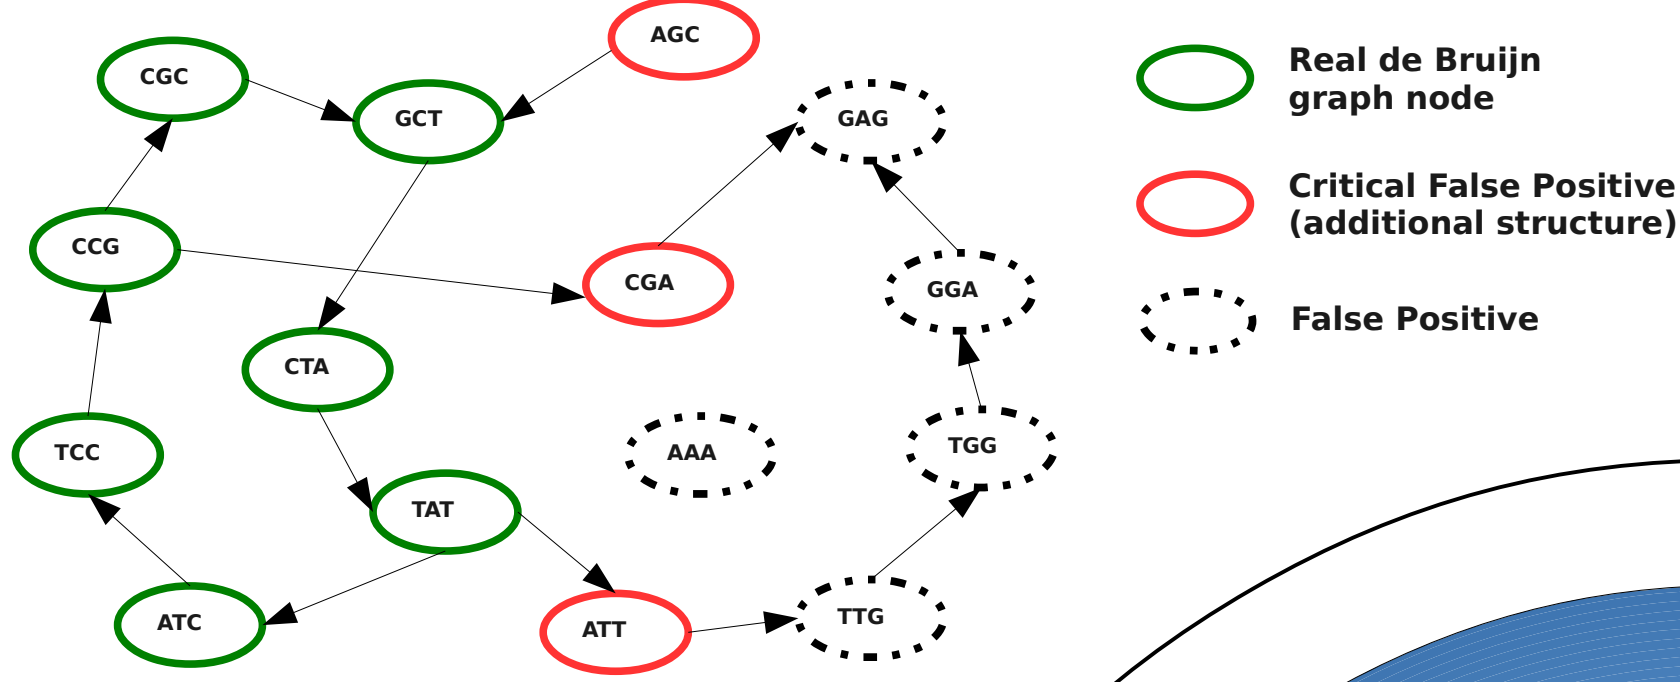 AGC
CGC
GCT
GAG
CCG
CGA
GGA
CTA
TCC
AAA
TGG
TAT
ATC
ATT
TTG
Real de Bruijn
graph node
Critical False Positive
(additional structure)
False Positive